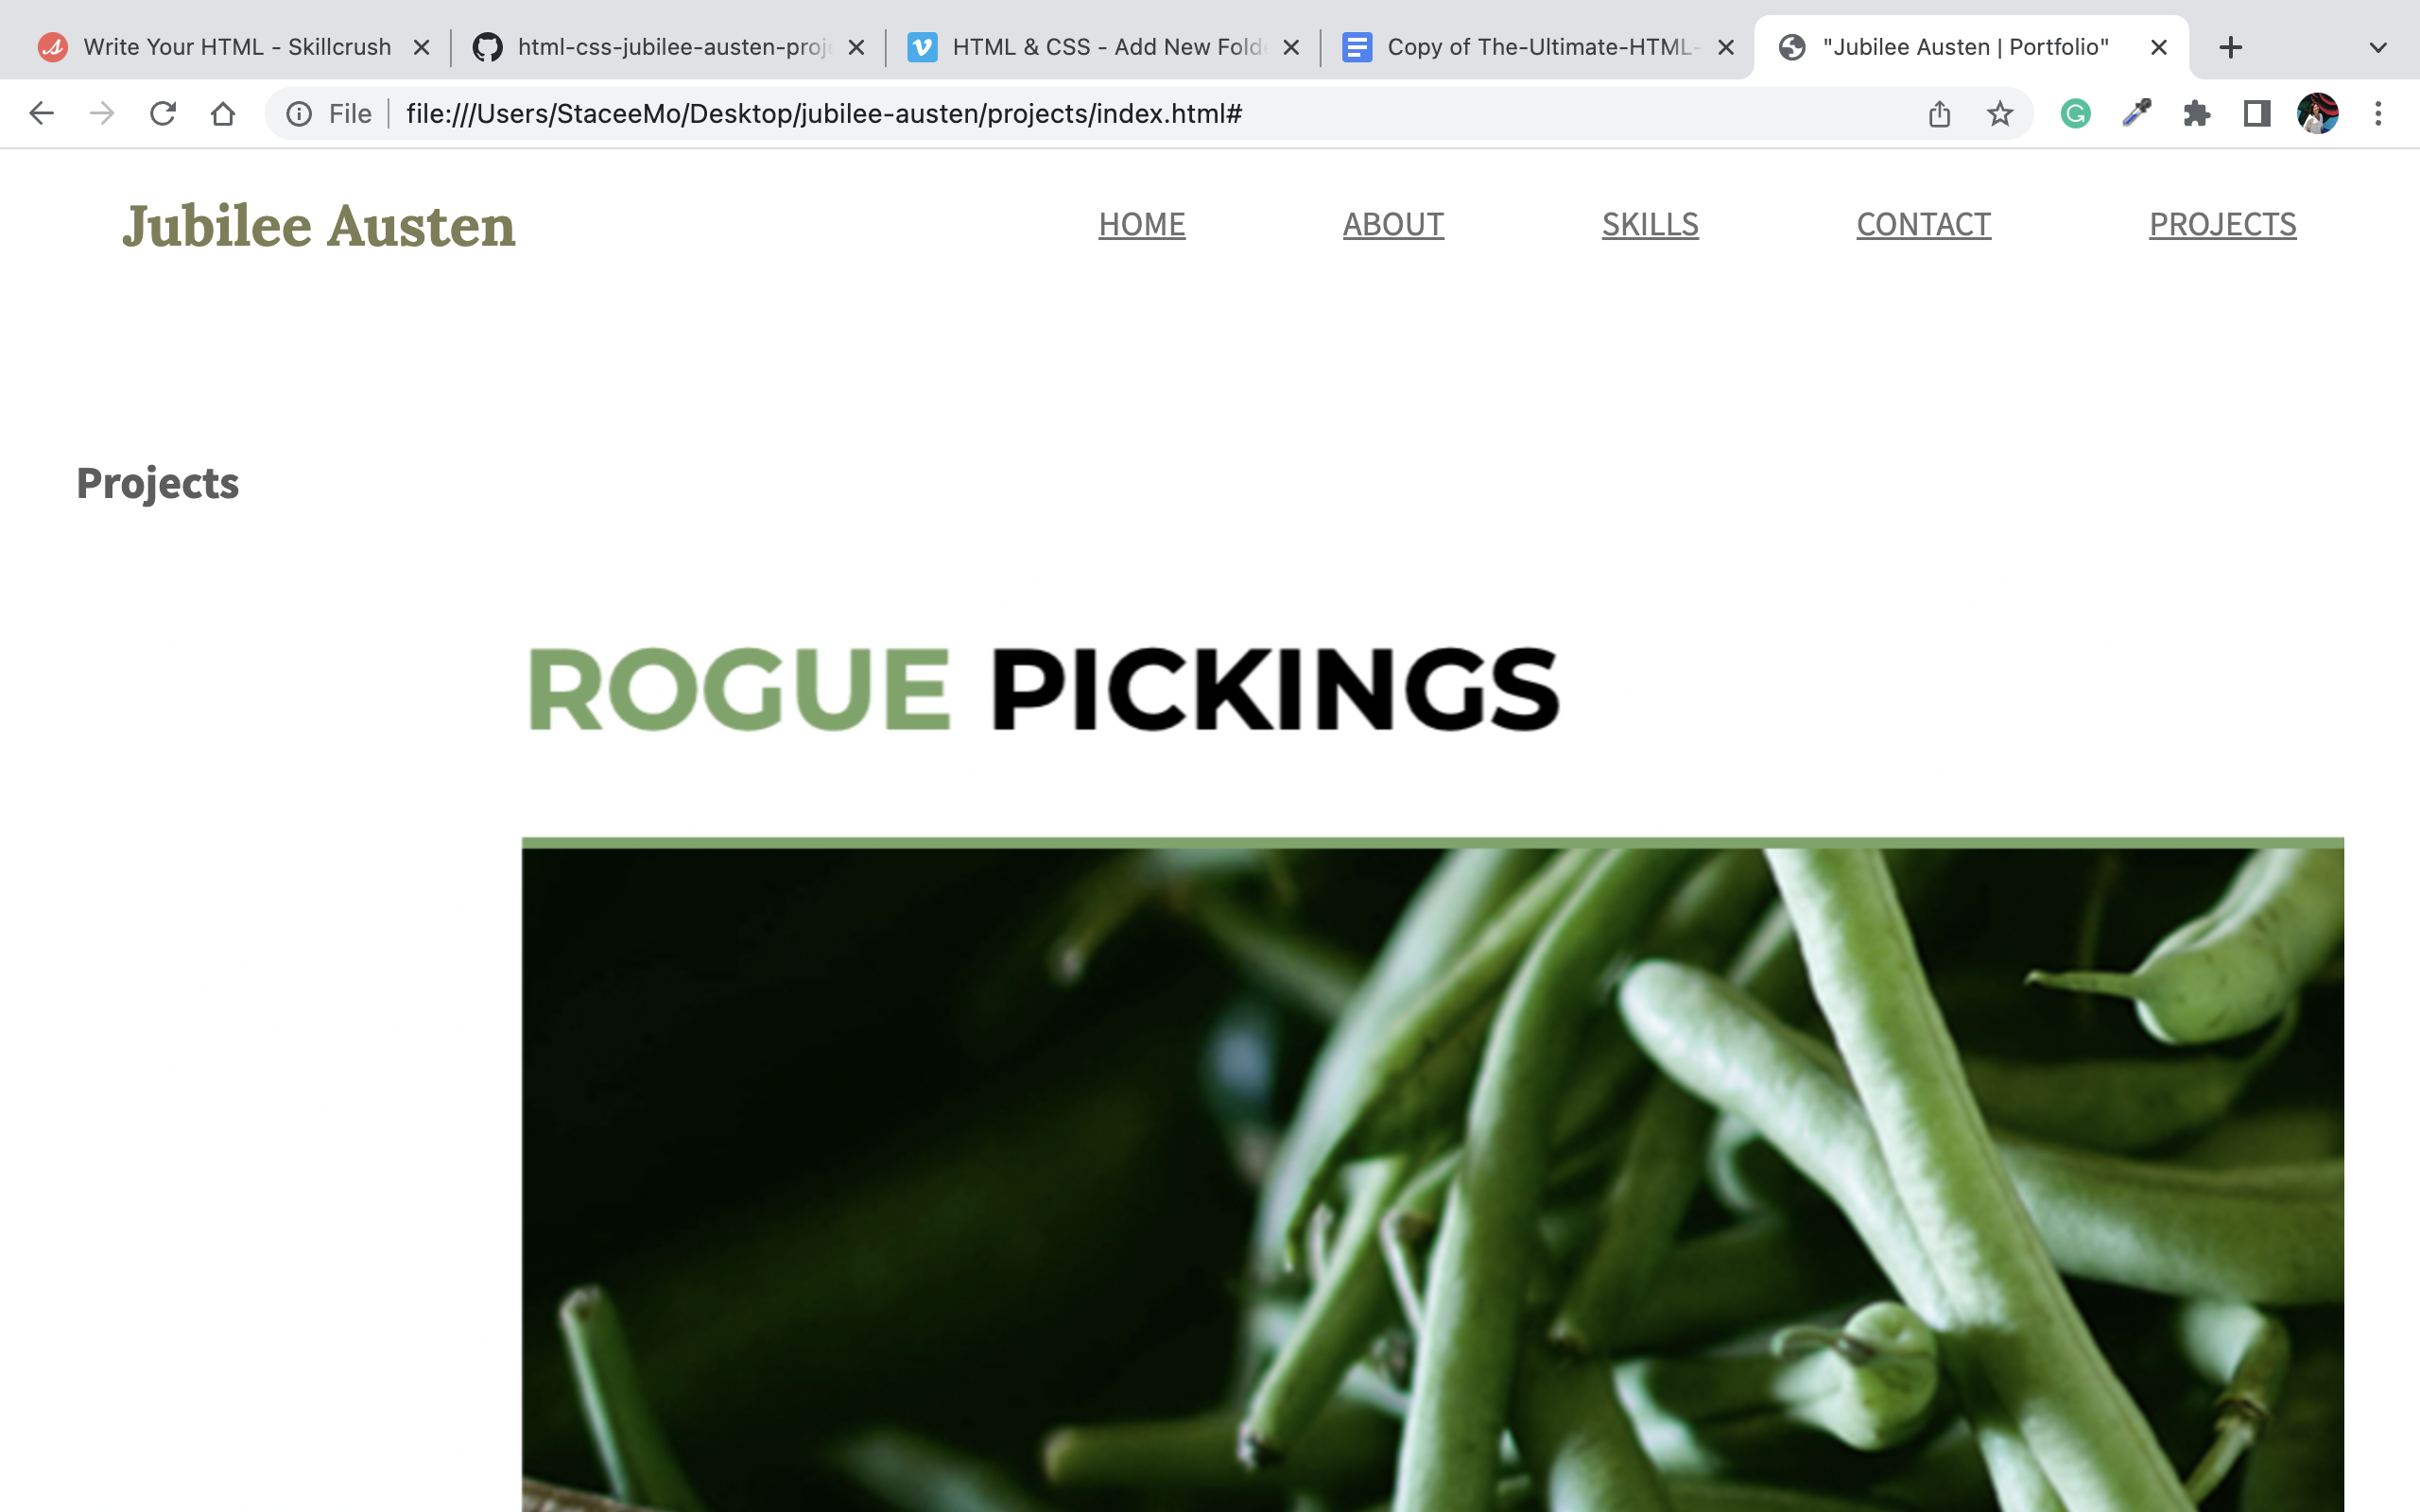 Write Your HTML - Skillcrush
html-css-jubilee-austen-proj
HTML & CSS - Add New Fold
Copy of The-Ultimate-HTML-
"Jubilee Austen | Portfolio"
File
file:///Users/StaceeMo/Desktop/jubilee-austen/projects/index.html#
Jubilee Austen
HOME ABOUT SKILLS CONTACT PROJECTS
Projects
ROGUE PICKINGS